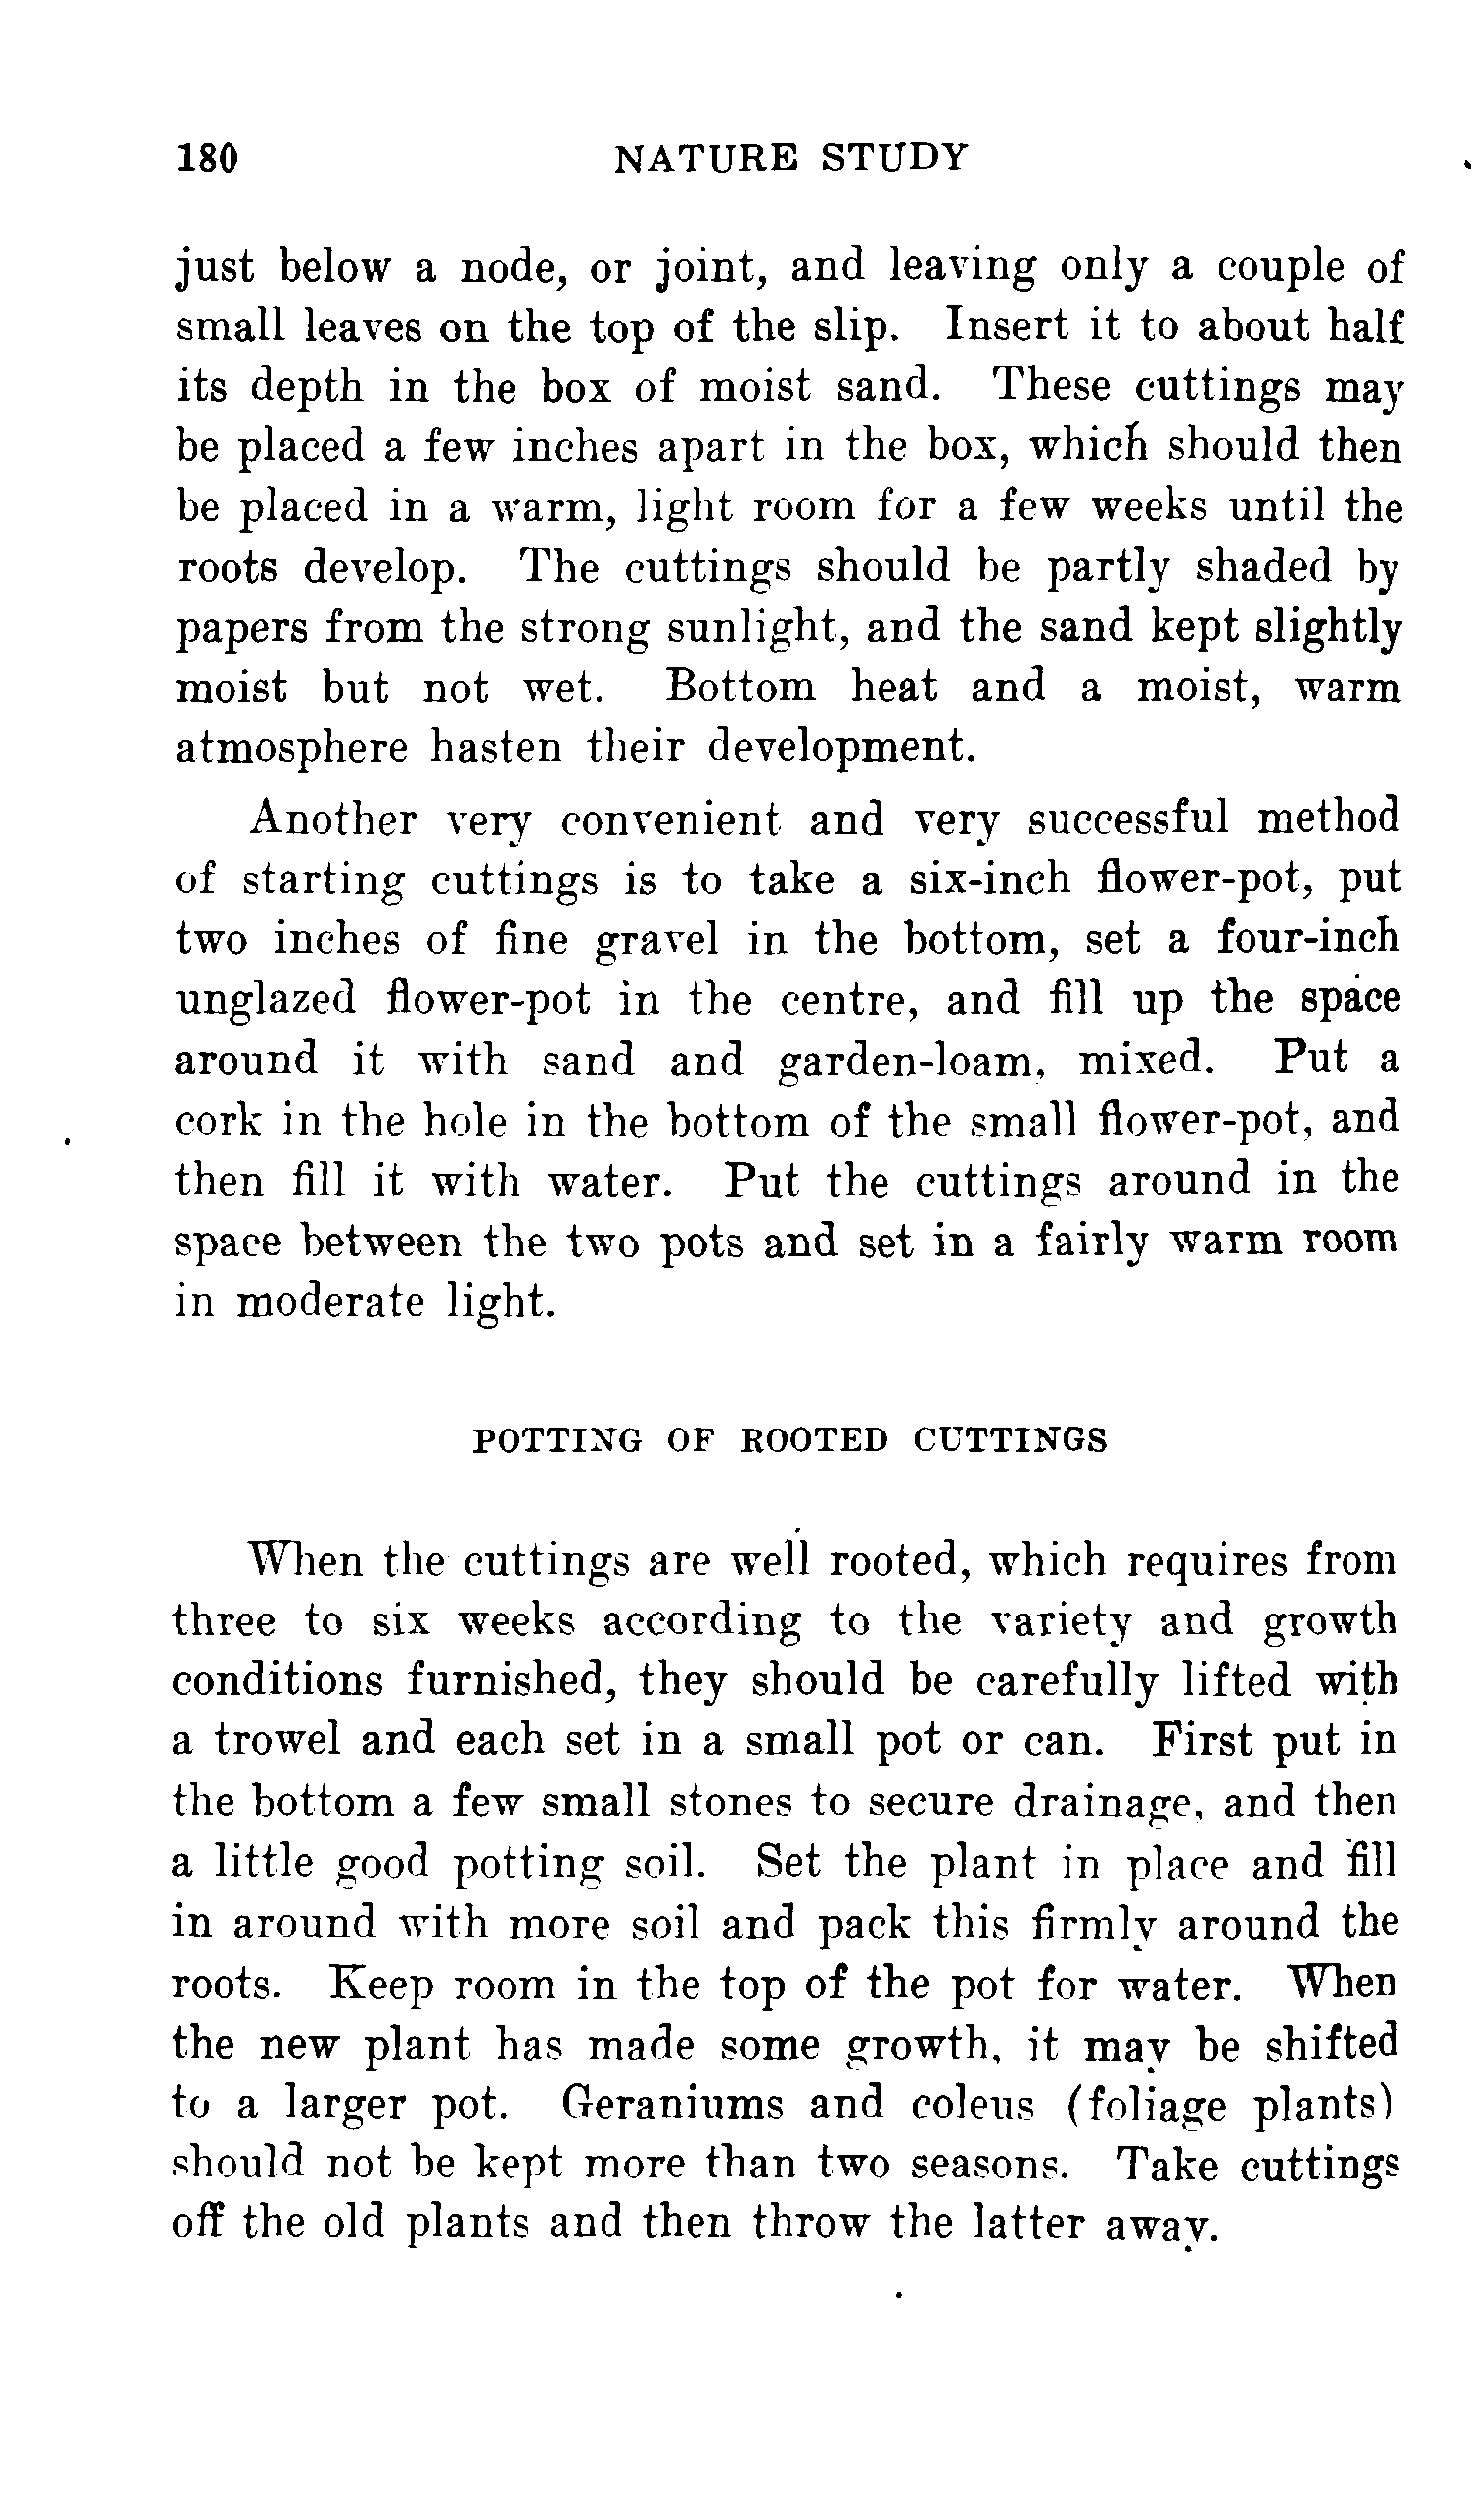 180 NATURE STUDY
just below a node, or joint, and leaving only a couple of
small leaves on the top of the slip. Insert it to about half
its depth in the box of moist sand. These cuttings may
be placed a few inches apart in the box, which should then
be placed in a warm, light room for a few weeks until the
roots develop. The cuttings should be partly shaded by
papers from the strong sunlight, and the sand kept slightly
moist but not wet. Bottom heat and a moist, warm
atmosphere hasten their development.
Another very convenient and very successful method
of starting cuttings is to take a six-inch flower-pot, put
two inches of fine gravel in the bottom, set a four-inch
unglazed flower-pot in the centre, and fill up the space
around it with sand and garden-loam, mixed. Put a
cork in the hole in the bottom of the small flower-pot, and
then fill it with water. Put the cuttings around in the
space between the two pots and set in a fairly warm room
in moderate light.
POTTING OF ROOTED CUTTINGS
When the cuttings are well rooted, which requires from
three to six weeks according to the variety and growth
conditions furnished, they should be carefully lifted with
a trowel and each set in a small pot or can. First put in
the bottom a few small stones to secure drainage, and then
a little good potting soil. Set the plant in place and fill
in around with more soil and pack this firmly around the
roots. Keep room in the top of the pot for water. When
the new plant has made some growth, it may be shifted
to a larger pot. Geraniums and coleus (foliage plants)
should not be kept more than two seasons. Take cuttings
off the old plants and then throw the latter away.